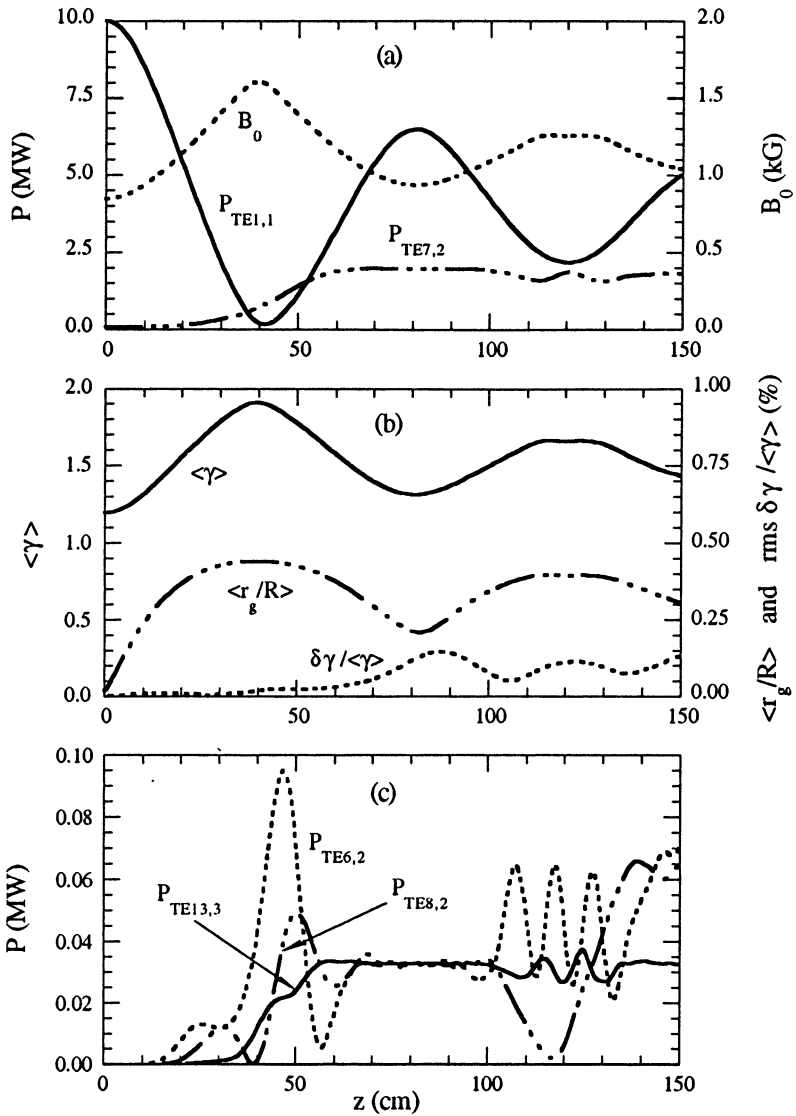 10.0
2.0
(a)
7.5
1.5
B0
P (MW)
5.0
1.0
B0 (kG)
PTE1,1
PTE7,2
2.5
0.5
0.0
0.0
0
50
100
150
2.0
1.00
(b)
1.5
<γ>
0.75
<γ>
1.0
0.50
<rg/R>
0.5
0.25
δγ/<γ>
0.0
0.00
<rg/R> and rms δγ/<γ> (%)
0
50
100
150
0.10
(c)
0.08
PTE6,2
P (MW)
0.06
PTE13,3
PTE8,2
0.04
0.02
0.00
0
50
100
150
z (cm)